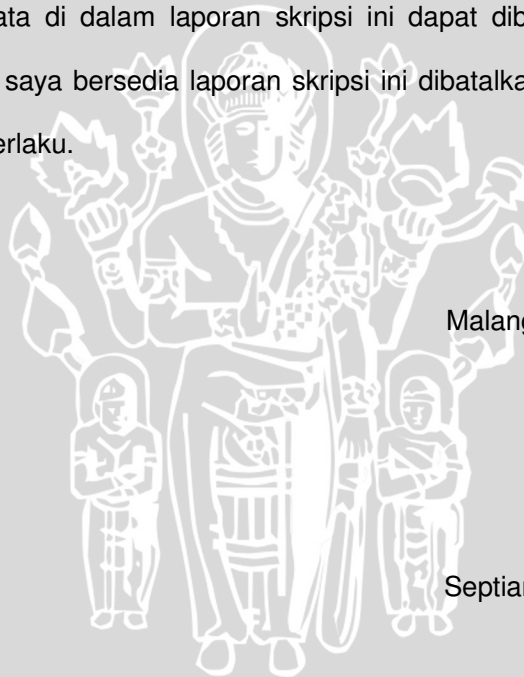 ata di dalam laporan skripsi ini dapat dib
saya bersedia laporan skripsi ini dibatalka
erlaku.
Malang
Septian